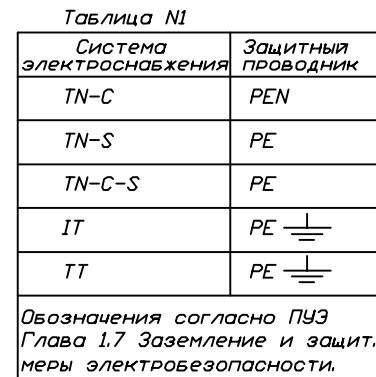 Таблица N1
Система электроснабжения
Защитный проводник
TN-C
PEN
TN-S
PE
TN-C-S
PE
IT
PE
TT
PE
Обозначения согласно ПУЭ
Глава 1.7 Заземление и защит.
меры электробезопасности.